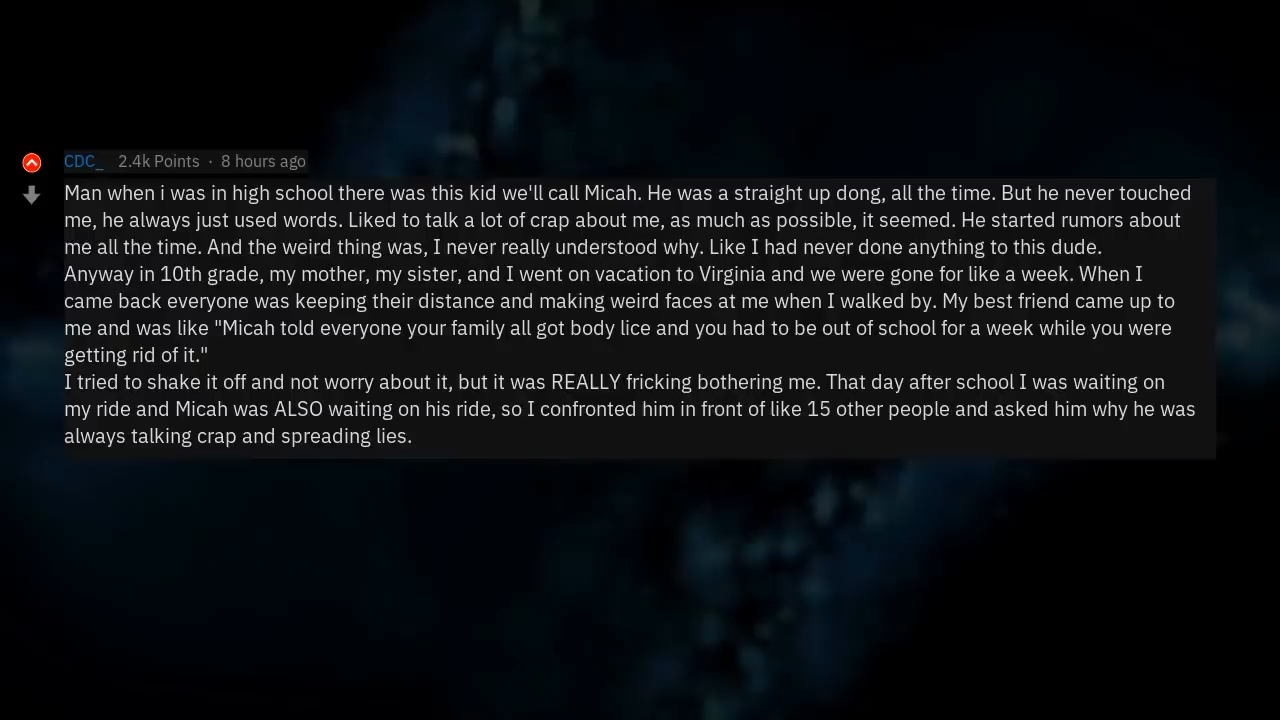 CDC_ 2.4k Points · 8 hours ago
Man when i was in high school there was this kid we'll call Micah. He was a straight up dong, all the time. But he never touched
me, he always just used words. Liked to talk a lot of crap about me, as much as possible, it seemed. He started rumors about
me all the time. And the weird thing was, I never really understood why. Like I had never done anything to this dude.
Anyway in 10th grade, my mother, my sister, and I went on vacation to Virginia and we were gone for like a week. When I
came back everyone was keeping their distance and making weird faces at me when I walked by. My best friend came up to
me and was like "Micah told everyone your family all got body lice and you had to be out of school for a week while you were
getting rid of it."
I tried to shake it off and not worry about it, but it was REALLY fricking bothering me. That day after school I was waiting on
my ride and Micah was ALSO waiting on his ride, so I confronted him in front of like 15 other people and asked him why he was
always talking crap and spreading lies.